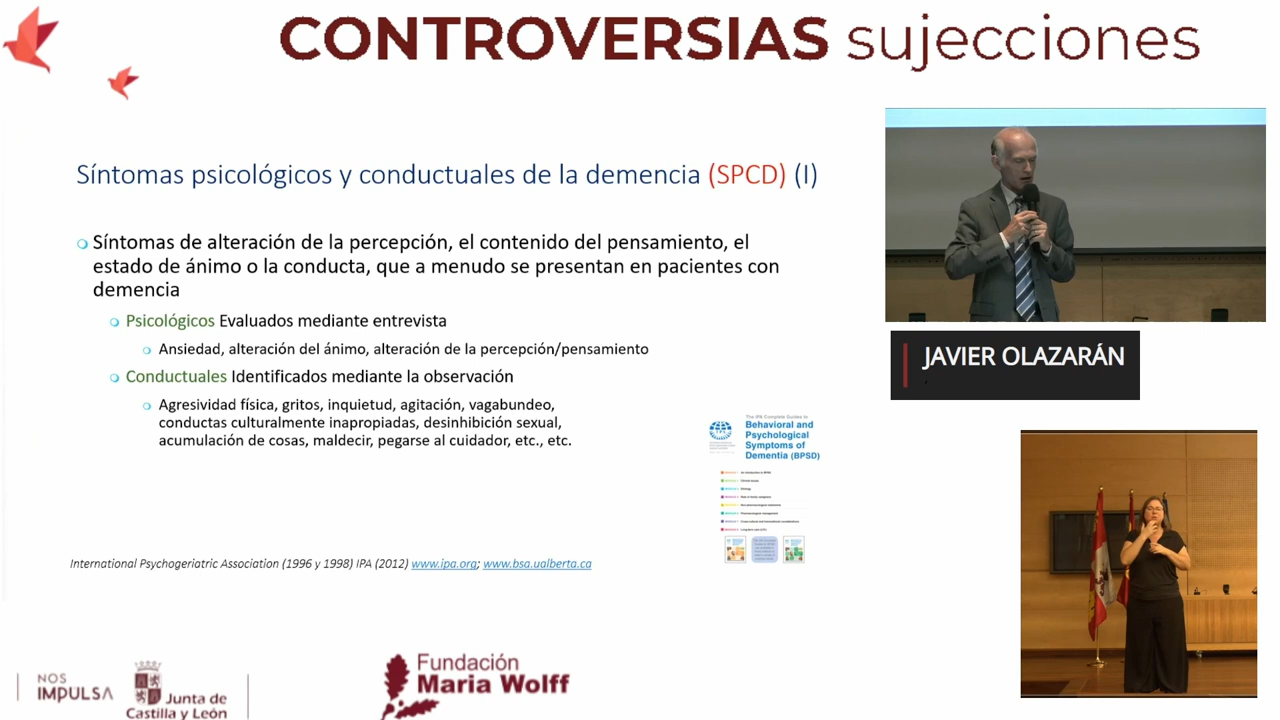 CONTROVERSIAS sujecciones
Síntomas psicológicos y conductuales de la demencia (SPCD) (I)
Síntomas de alteración de la percepción, el contenido del pensamiento, el
estado de ánimo o la conducta, que a menudo se presentan en pacientes con
demencia
Psicológicos Evaluados mediante entrevista
Ansiedad, alteración del ánimo, alteración de la percepción/pensamiento
Conductuales Identificados mediante la observación
Agresividad física, gritos, inquietud, agitación, vagabundeo,
conductas culturalmente inapropiadas, desinhibición sexual,
acumulación de cosas, maldecir, pegarse al cuidador, etc., etc.
The IPA Complete Guides to
Behavioral and
Psychological
Symptoms of
Dementia (BPSD)
International Psychogeriatric Association (1996 y 1998) IPA (2012) www.ipa.org; www.bsa.ualberta.ca
JAVIER OLAZARÁN
NOS
IMPULSA
Junta de
Castilla y León
Fundación
Maria Wolff